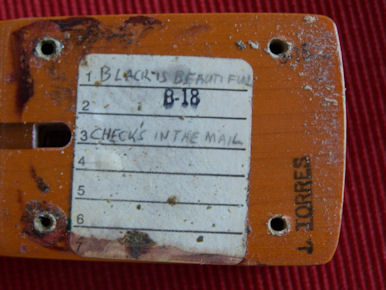 1 BLACK IS BEAUTIFUL
2 B-18
3 CHECK'S IN THE MAIL
4
5
6
7
J. TORRES